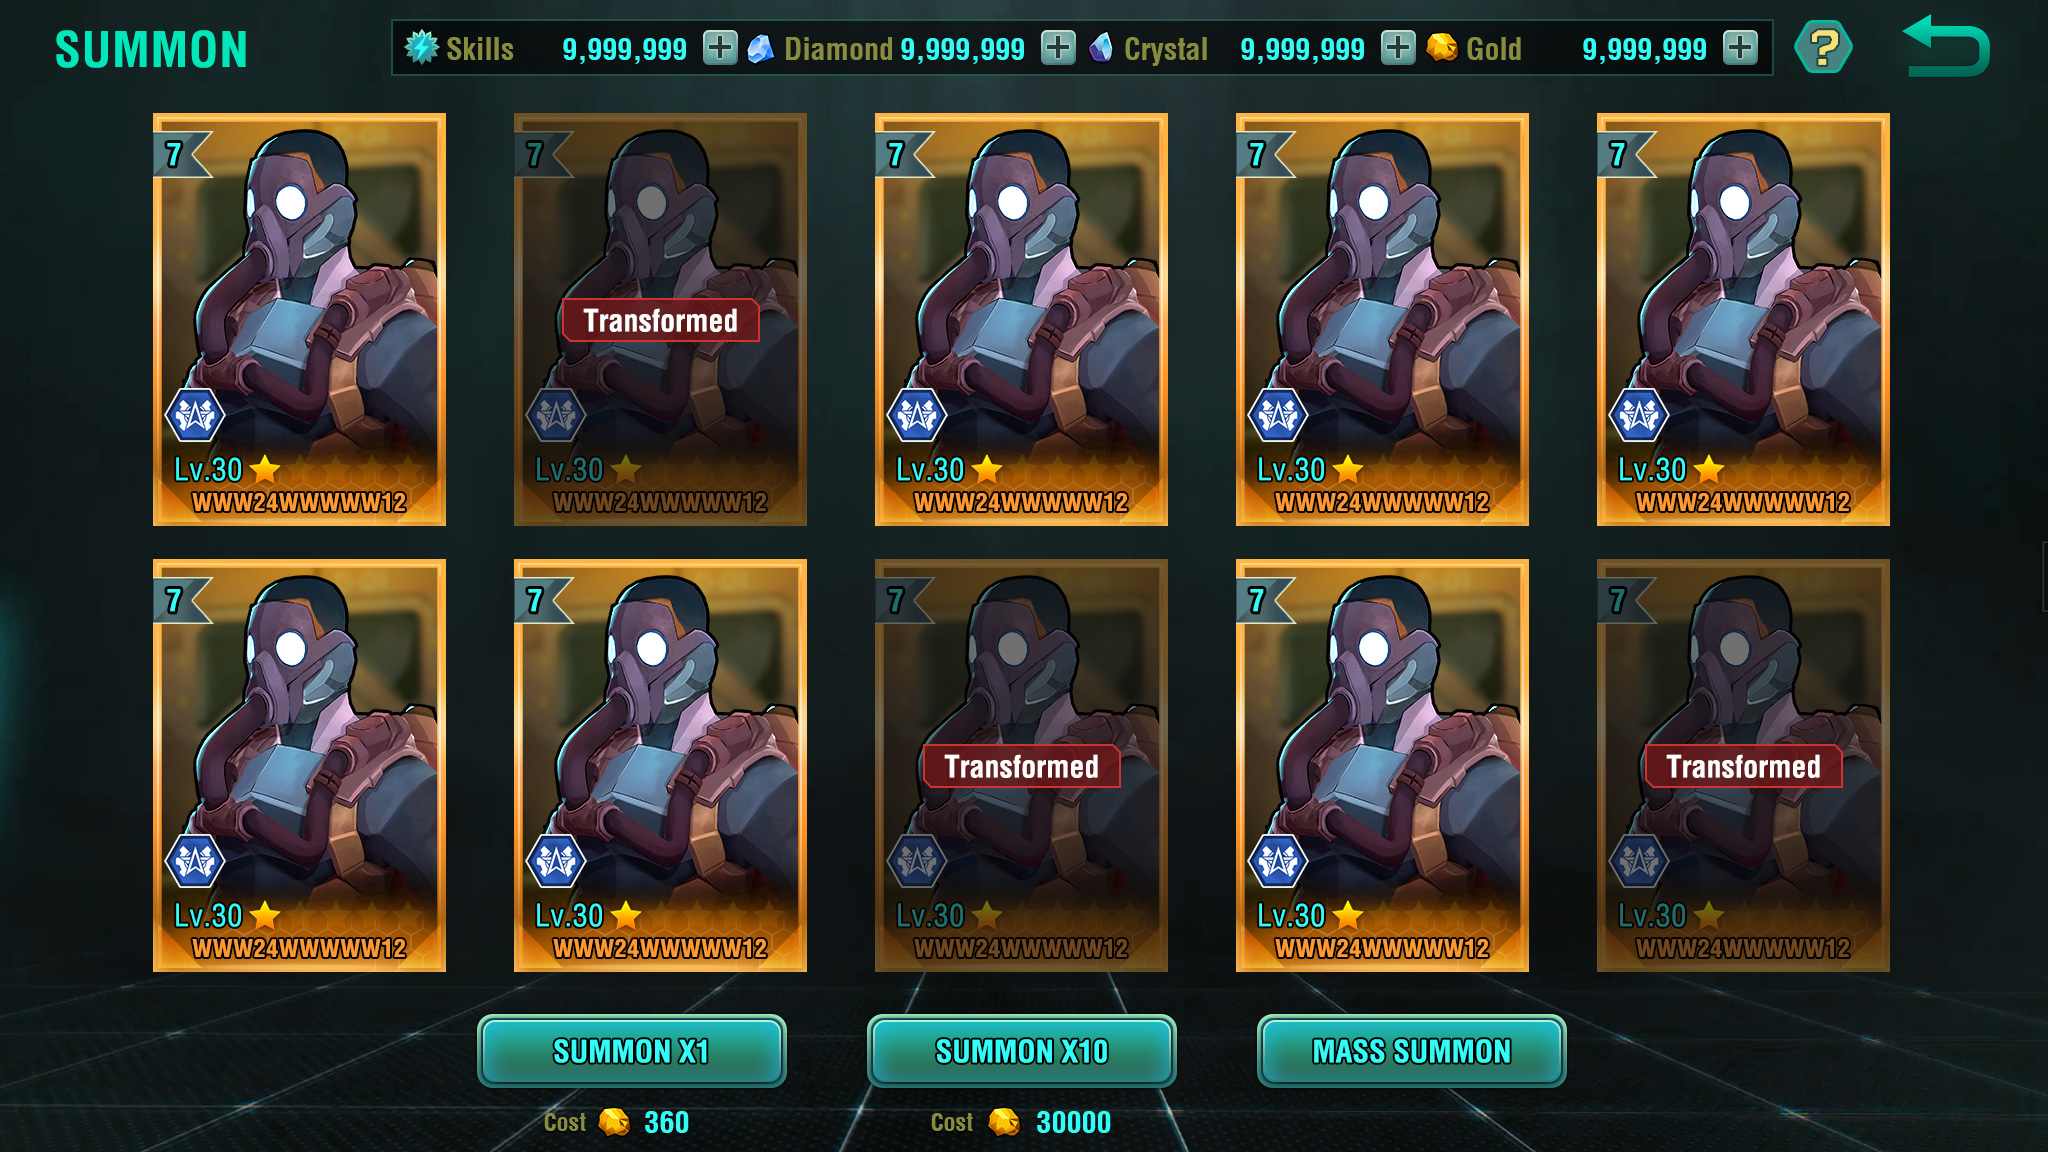 SUMMON
Skills 9,999,999 Diamond 9,999,999 Crystal 9,999,999 Gold 9,999,999
7 7 7 7 7
Transformed
Lv.30 Lv.30 Lv.30 Lv.30 Lv.30
WWW24WWWWW12 WWW24WWWWW12 WWW24WWWWW12 WWW24WWWWW12 WWW24WWWWW12
7 7 7 7 7
Transformed Transformed
Lv.30 Lv.30 Lv.30 Lv.30 Lv.30
WWW24WWWWW12 WWW24WWWWW12 WWW24WWWWW12 WWW24WWWWW12 WWW24WWWWW12
SUMMON X1 SUMMON X10 MASS SUMMON
Cost 360 Cost 30000